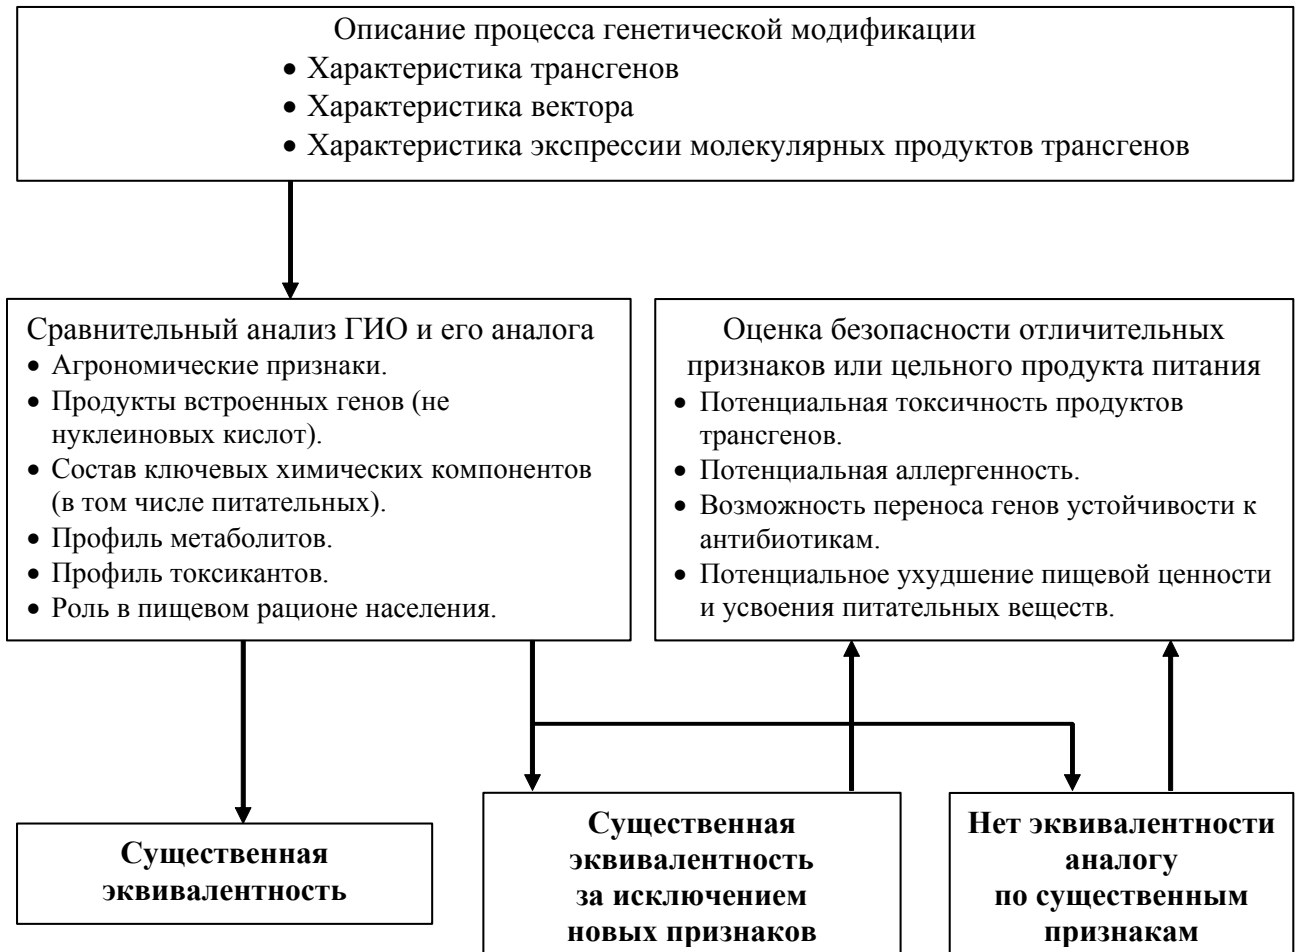 Описание процесса генетической модификации
• Характеристика трансгенов
• Характеристика вектора
• Характеристика экспрессии молекулярных продуктов трансгенов
Сравнительный анализ ГИО и его аналога
• Агрономические признаки.
• Продукты встроенных генов (не
нуклеиновых кислот).
• Состав ключевых химических компонентов
(в том числе питательных).
• Профиль метаболитов.
• Профиль токсикантов.
• Роль в пищевом рационе населения.
Оценка безопасности отличительных
признаков или цельного продукта питания
• Потенциальная токсичность продуктов
трансгенов.
• Потенциальная аллергенность.
• Возможность переноса генов устойчивости к
антибиотикам.
• Потенциальное ухудшение пищевой ценности
и усвоения питательных веществ.
Существенная
эквивалентность
Существенная
эквивалентность
за исключением
новых признаков
Нет эквивалентности
аналогу
по существенным
признакам